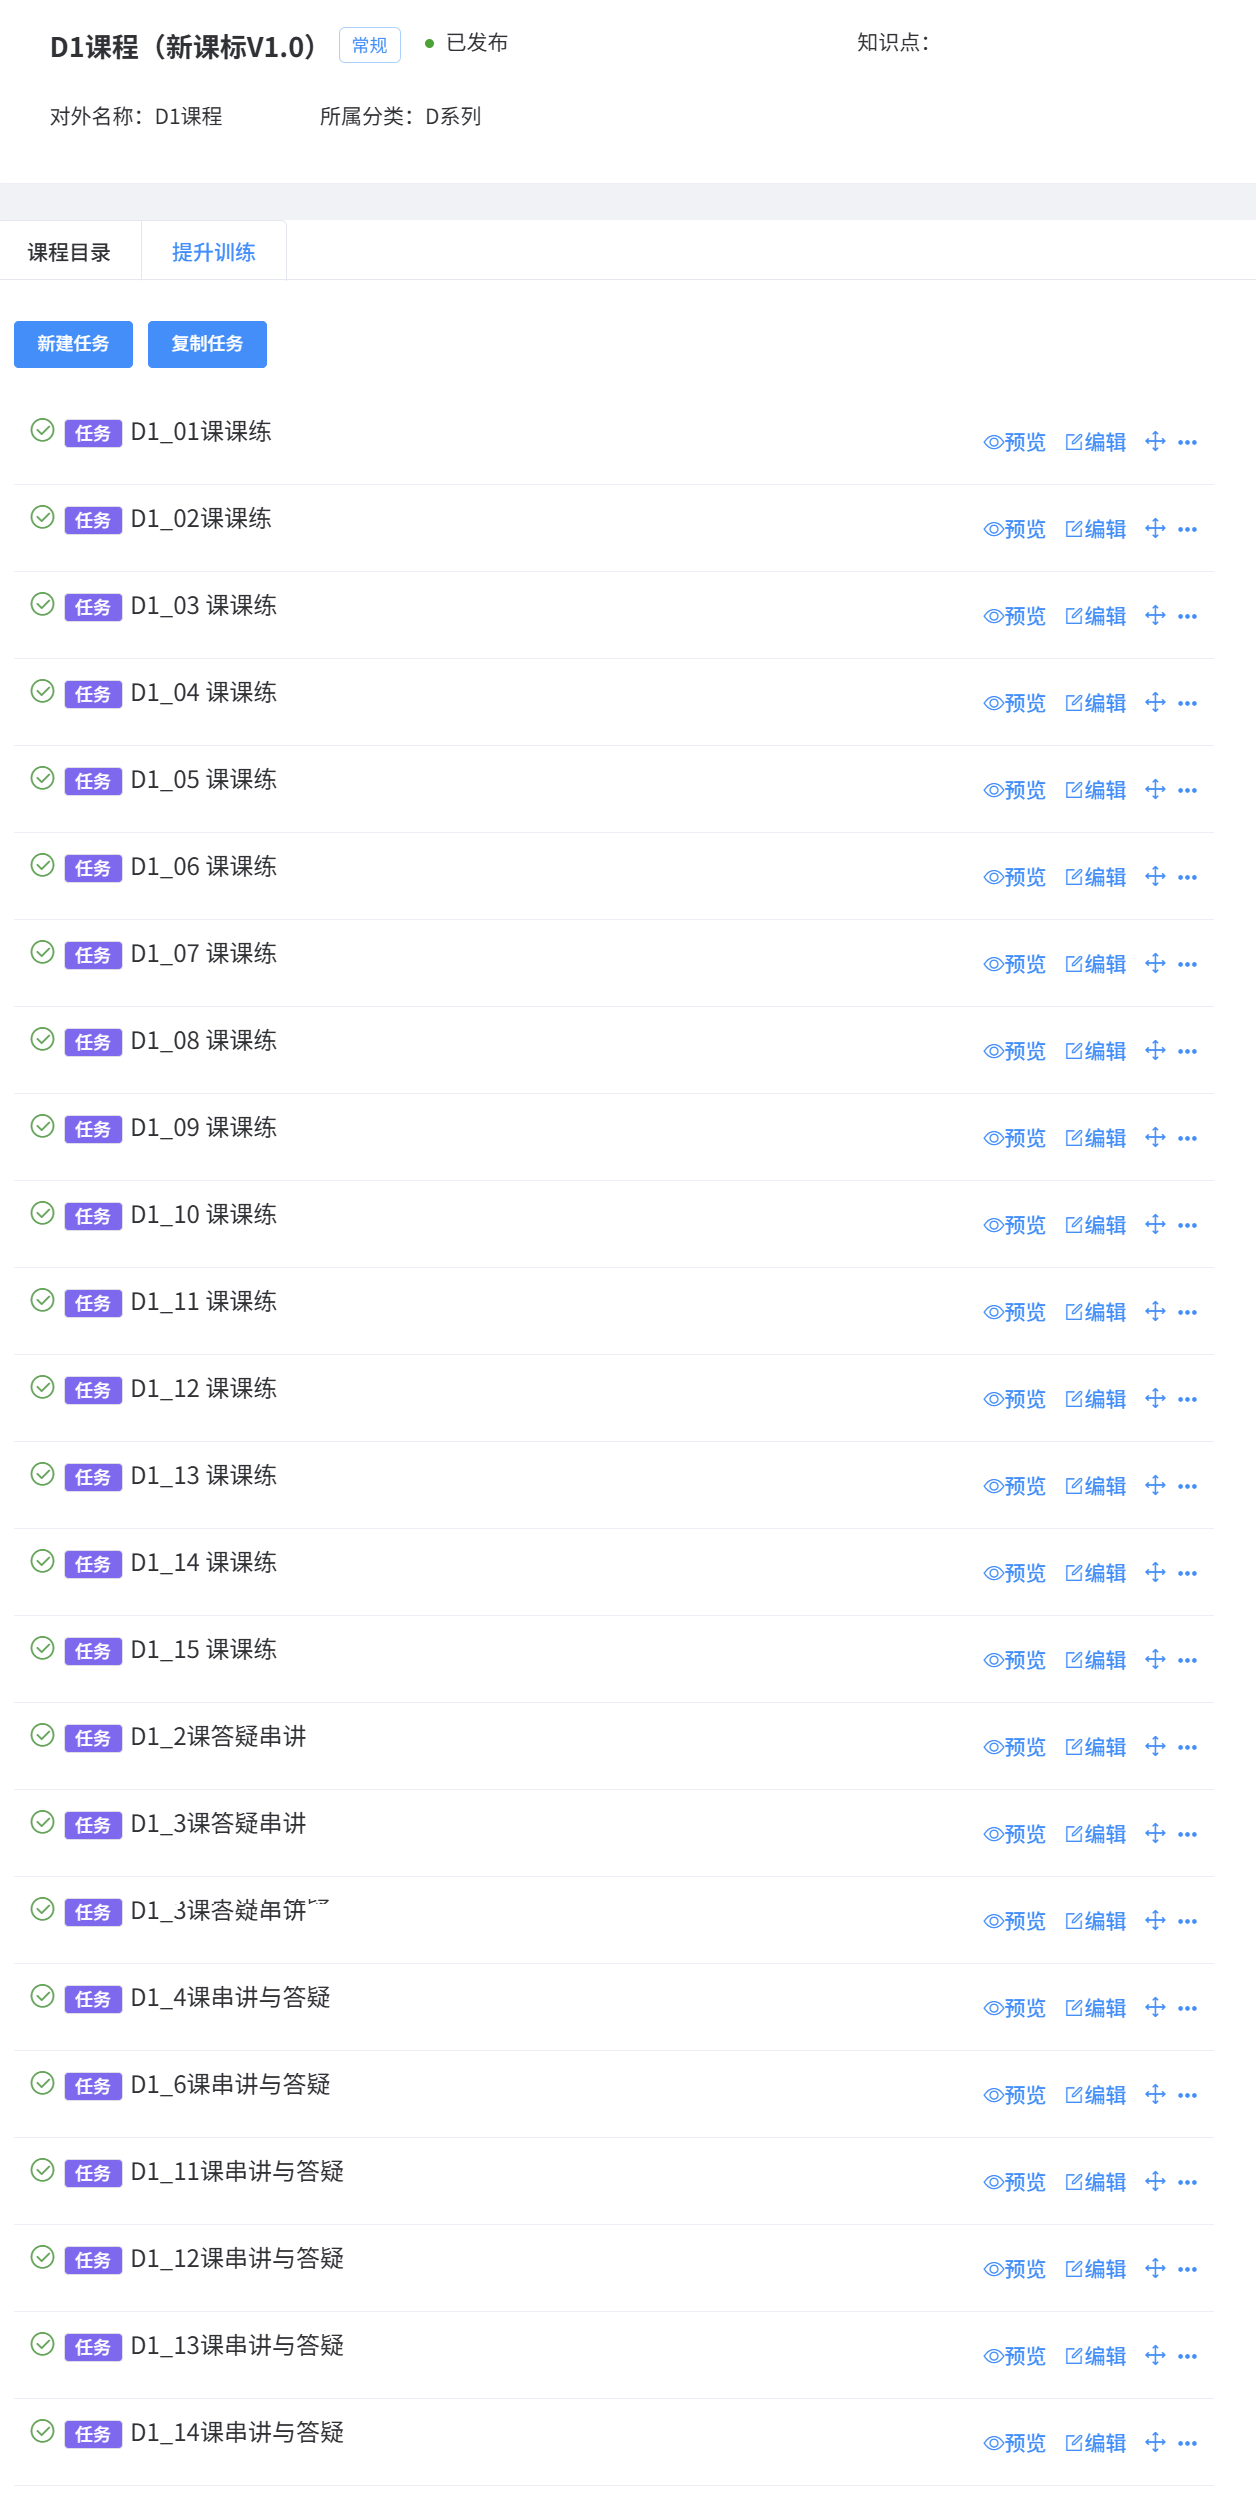 D1课程（新课标V1.0） 常规 已发布 知识点：
对外名称：D1课程 所属分类：D系列
课程目录 提升训练
新建任务 复制任务
任务 D1_01课课练 预览 编辑
任务 D1_02课课练 预览 编辑
任务 D1_03 课课练 预览 编辑
任务 D1_04 课课练 预览 编辑
任务 D1_05 课课练 预览 编辑
任务 D1_06 课课练 预览 编辑
任务 D1_07 课课练 预览 编辑
任务 D1_08 课课练 预览 编辑
任务 D1_09 课课练 预览 编辑
任务 D1_10 课课练 预览 编辑
任务 D1_11 课课练 预览 编辑
任务 D1_12 课课练 预览 编辑
任务 D1_13 课课练 预览 编辑
任务 D1_14 课课练 预览 编辑
任务 D1_15 课课练 预览 编辑
任务 D1_2课答疑串讲 预览 编辑
任务 D1_3课答疑串讲 预览 编辑
任务 预览 编辑
任务 D1_4课串讲与答疑 预览 编辑
任务 D1_6课串讲与答疑 预览 编辑
任务 D1_11课串讲与答疑 预览 编辑
任务 D1_12课串讲与答疑 预览 编辑
任务 D1_13课串讲与答疑 预览 编辑
任务 D1_14课串讲与答疑 预览 编辑